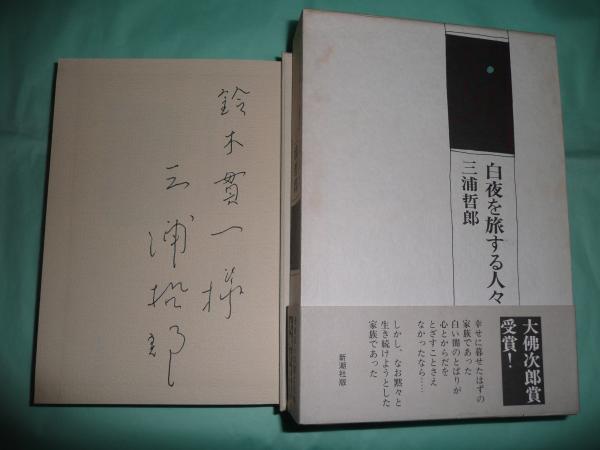 鈴木貫一様
三浦哲郎
白夜を旅する人々
三浦哲郎
大佛次郎賞
受賞!
幸せに暮せたはずの
家族であった
白い闇のとばりが
心とからだを
とざすことさえ
なかったなら……
しかし、なお黙々と
生き続けようとした
家族であった
新潮社版